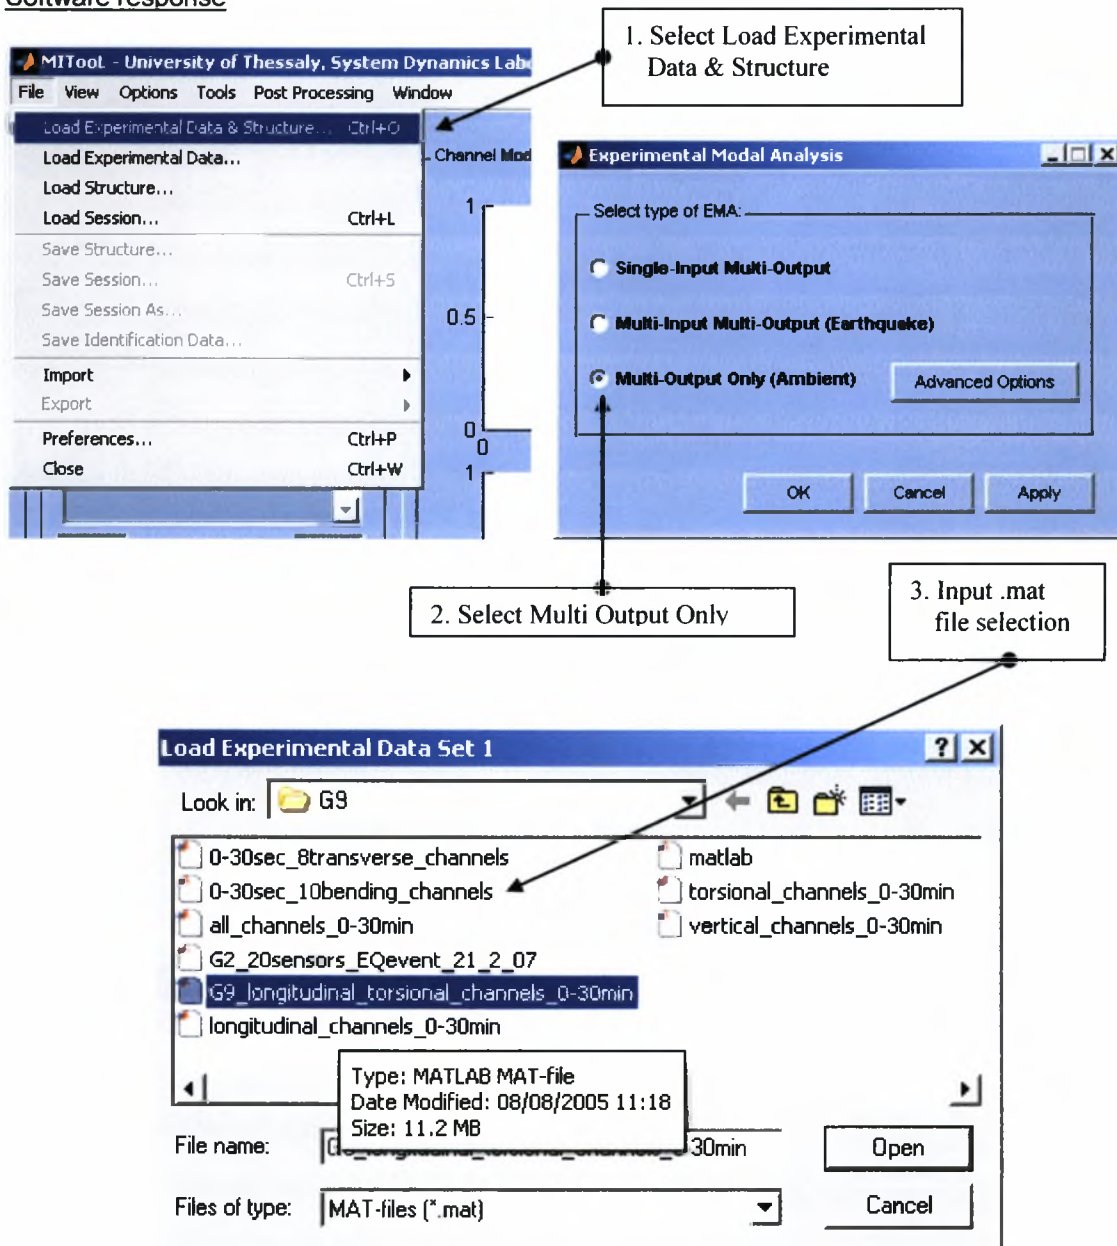 Software response
1. Select Load Experimental
Data & Structure
MITooL - University of Thessaly, System Dynamics Lab
File View Options Tools Post Processing Window
Load Experimental Data & Structure... Ctrl+O
Load Experimental Data...
Load Structure...
Load Session... Ctrl+L
Save Structure...
Save Session... Ctrl+S
Save Session As...
Save Identification Data...
Import
Export
Preferences... Ctrl+P
Close Ctrl+W
Channel Mod
1
0.5
0
0
1
Experimental Modal Analysis
Select type of EMA:
Single-Input Multi-Output
Multi-Input Multi-Output (Earthquake)
Multi-Output Only (Ambient)
Advanced Options
OK Cancel Apply
2. Select Multi Output Only
3. Input .mat
file selection
Load Experimental Data Set 1
Look in: G9
0-30sec_8transverse_channels
0-30sec_10bending_channels
all_channels_0-30min
G2_20sensors_EQevent_21_2_07
G9_longitudinal_torsional_channels_0-30min
longitudinal_channels_0-30min
matlab
torsional_channels_0-30min
vertical_channels_0-30min
Type: MATLAB MAT-file
Date Modified: 08/08/2005 11:18
Size: 11.2 MB
File name: G9_longitudinal_torsional_channels_0-30min
Open
Files of type: MAT-files (*.mat)
Cancel